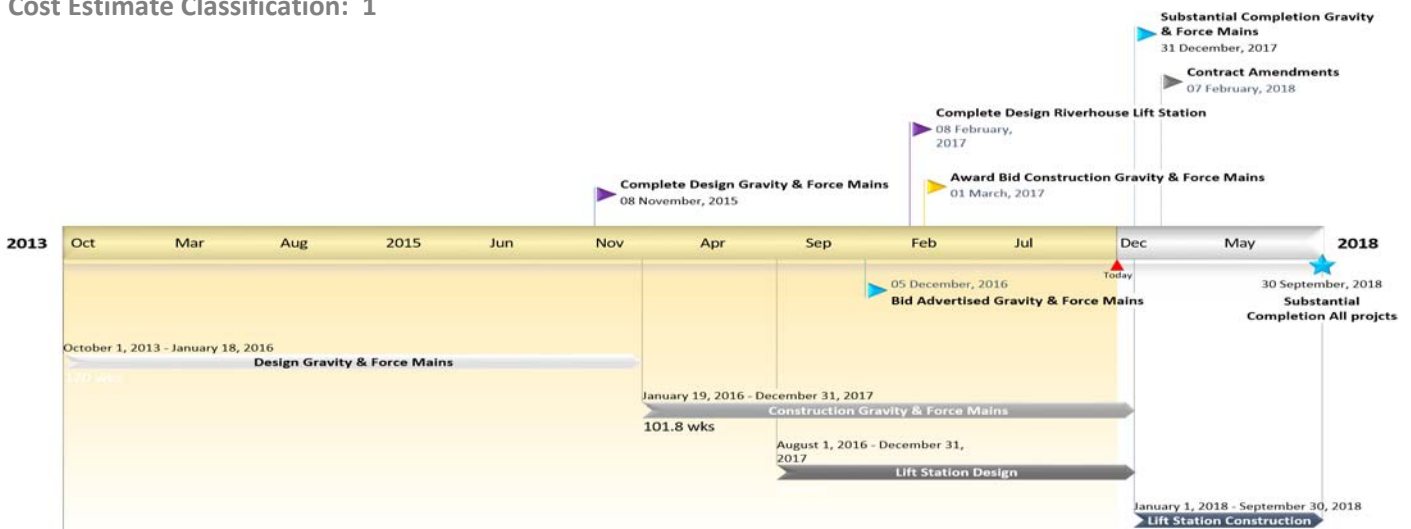 Cost Estimate Classification: 1
Substantial Completion Gravity
& Force Mains
31 December, 2017
Contract Amendments
07 February, 2018
Complete Design Riverhouse Lift Station
08 February,
2017
Complete Design Gravity & Force Mains
08 November, 2015
Award Bid Construction Gravity & Force Mains
01 March, 2017
2013 Oct Mar Aug 2015 Jun Nov Apr Sep Feb Jul Dec May 2018
Today
05 December, 2016
Bid Advertised Gravity & Force Mains
30 September, 2018
Substantial
Completion All projcts
October 1, 2013 - January 18, 2016
Design Gravity & Force Mains
January 19, 2016 - December 31, 2017
Construction Gravity & Force Mains
101.8 wks
August 1, 2016 - December 31,
2017
Lift Station Design
January 1, 2018 - September 30, 2018
Lift Station Construction